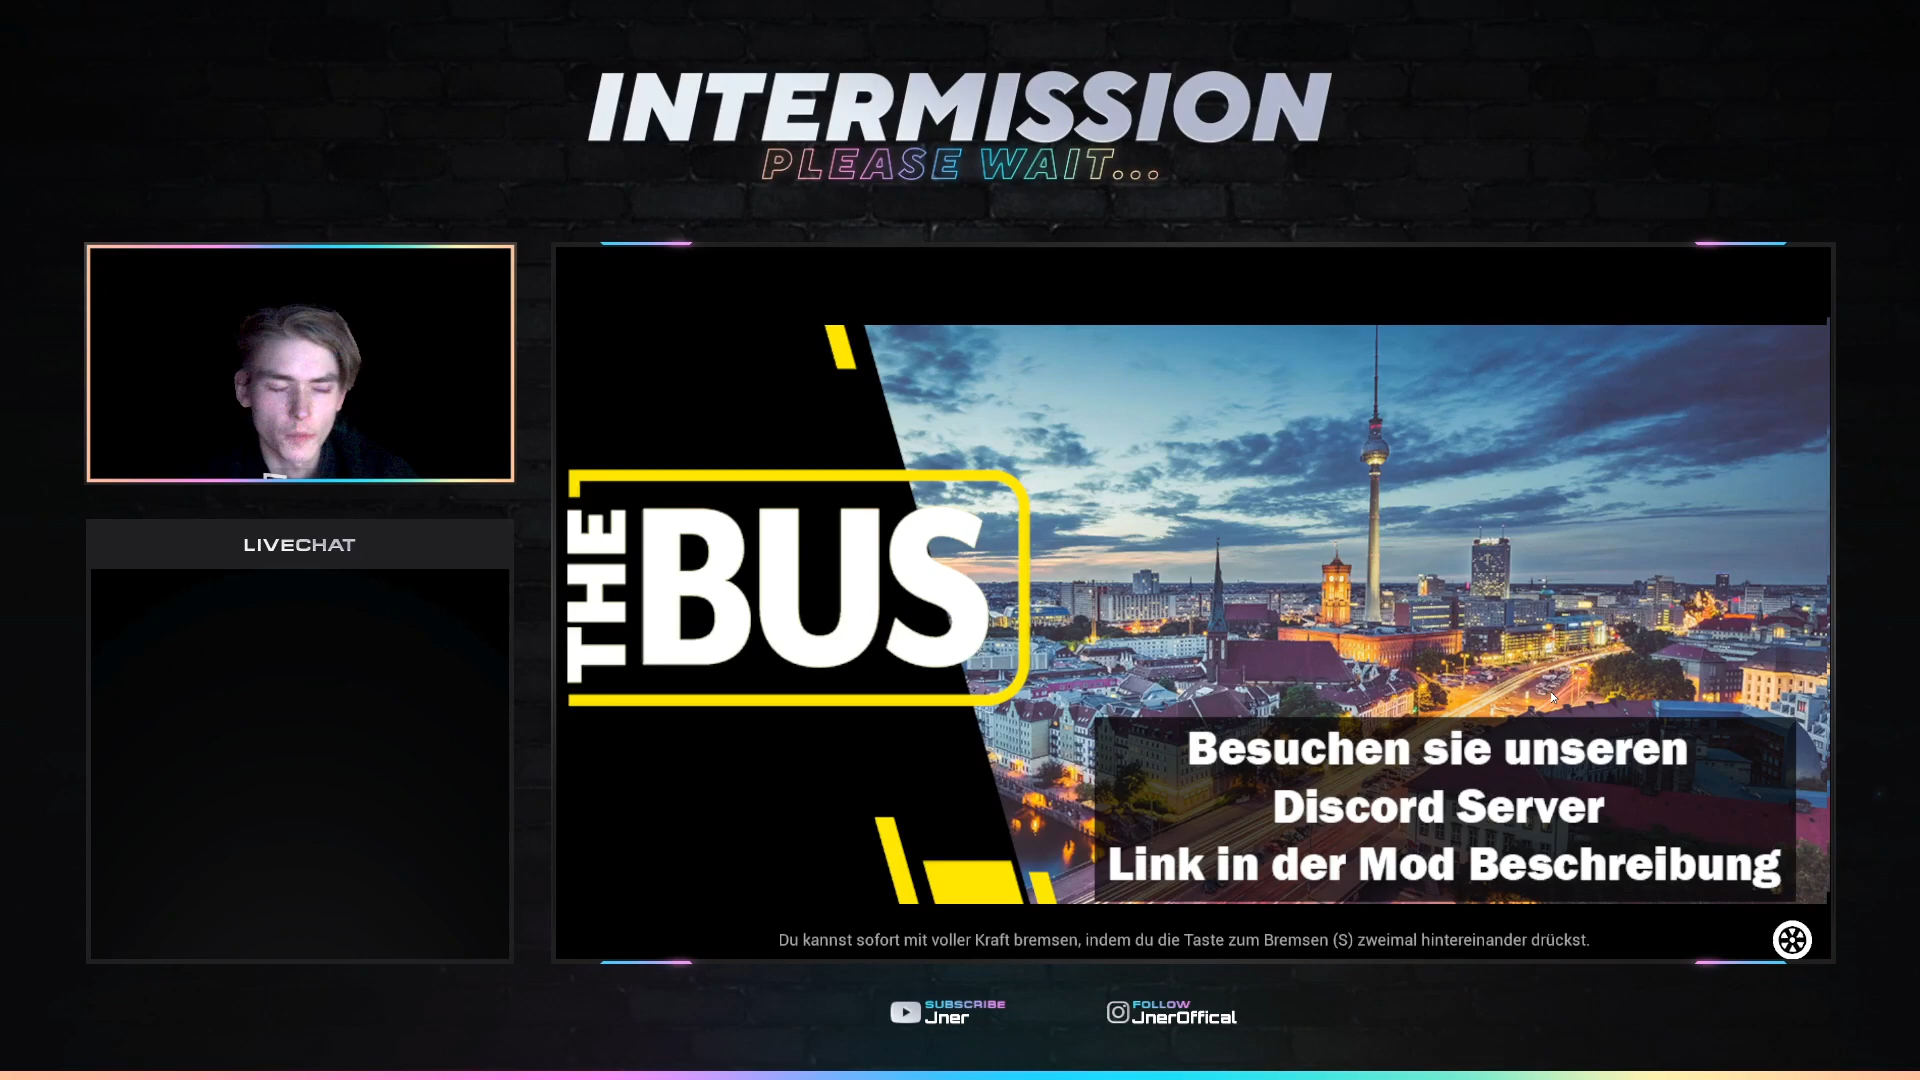 INTERMISSION
PLEASE WAIT...
LIVECHAT
THE BUS
Besuchen sie unseren
Discord Server
Link in der Mod Beschreibung
Du kannst sofort mit voller Kraft bremsen, indem du die Taste zum Bremsen (S) zweimal hintereinander drückst.
SUBSCRIBE
Jner
FOLLOW
JnerOffical